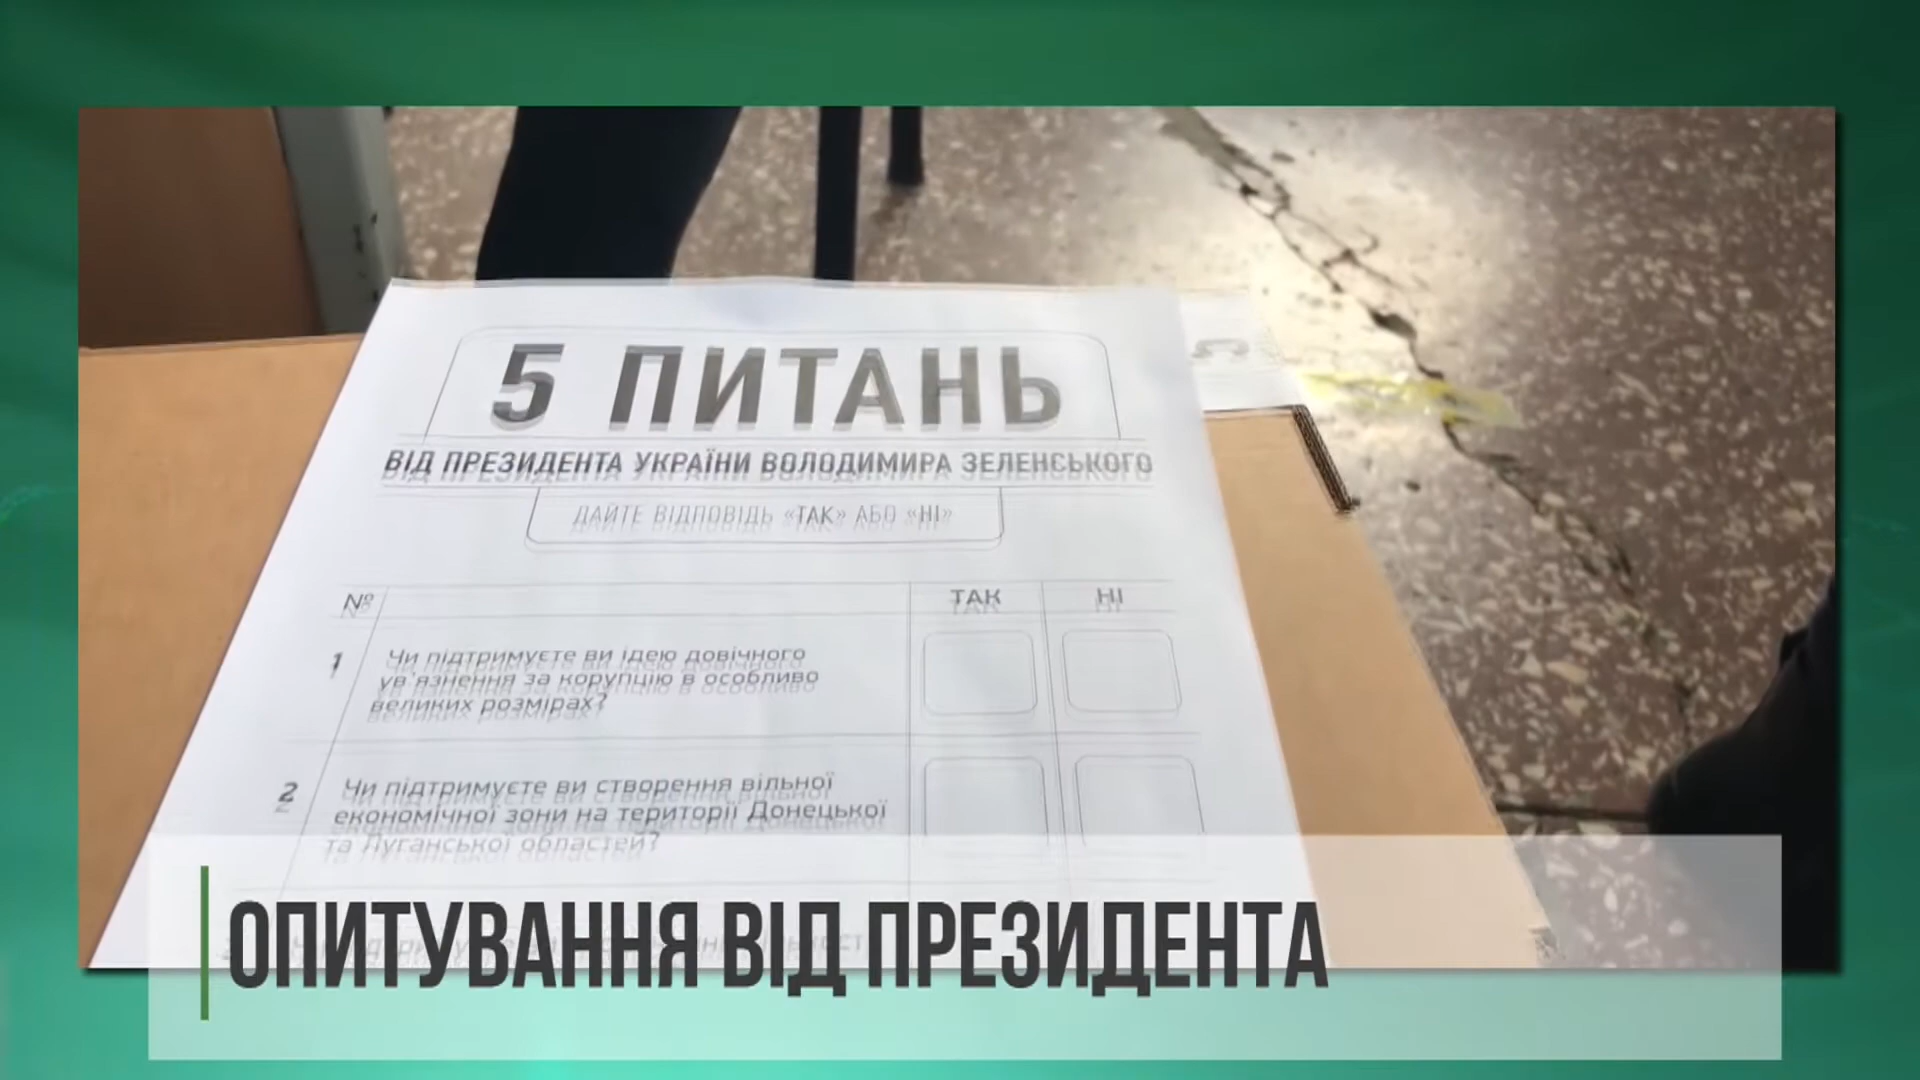 5 ПИТАНЬ
ВІД ПРЕЗИДЕНТА УКРАЇНИ ВОЛОДИМИРА ЗЕЛЕНСЬКОГО
ДАЙТЕ ВІДПОВІДЬ «ТАК» АБО «НІ»
№ ТАК НІ
1 Чи підтримуєте ви ідею довічного
ув'язнення за корупцію в особливо
великих розмірах?
2 Чи підтримуєте ви створення вільної
економічної зони на території Донецької
та Луганської областей?
ОПИТУВАННЯ ВІД ПРЕЗИДЕНТА